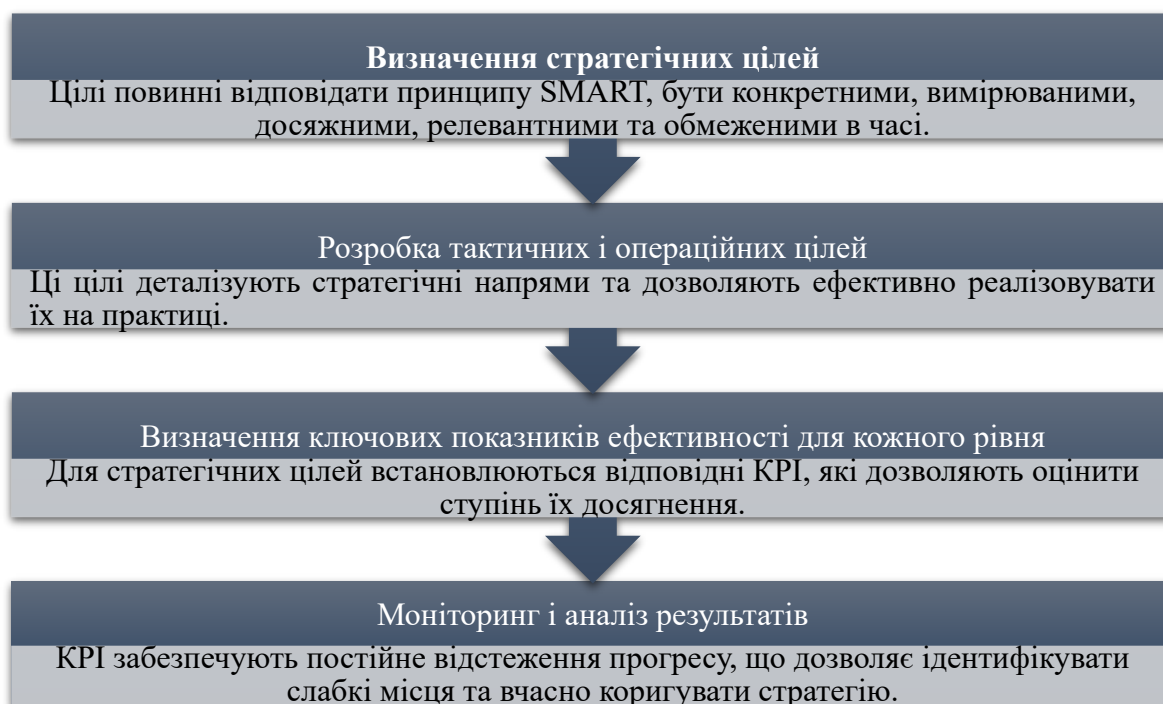 Визначення стратегічних цілей
Цілі повинні відповідати принципу SMART, бути конкретними, вимірюваними,
досяжними, релевантними та обмеженими в часі.
Розробка тактичних і операційних цілей
Ці цілі деталізують стратегічні напрями та дозволяють ефективно реалізовувати
їх на практиці.
Визначення ключових показників ефективності для кожного рівня
Для стратегічних цілей встановлюються відповідні KPI, які дозволяють оцінити
ступінь їх досягнення.
Моніторинг і аналіз результатів
KPI забезпечують постійне відстеження прогресу, що дозволяє ідентифікувати
слабкі місця та вчасно коригувати стратегію.